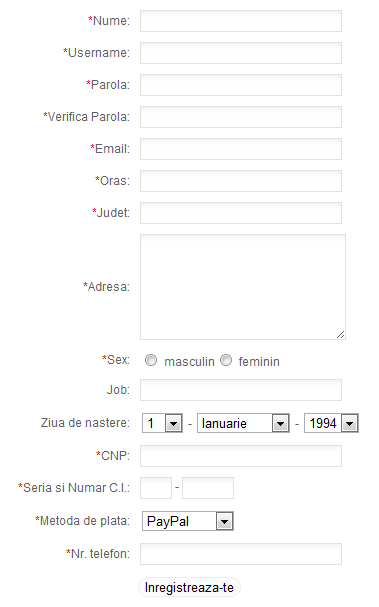 *Nume:
*Username:
*Parola:
*Verifica Parola:
*Email:
*Oras:
*Judet:
*Adresa:
*Sex: masculin feminin
Job:
Ziua de nastere: 1 - Ianuarie - 1994
*CNP:
*Seria si Numar C.I.: -
*Metoda de plata: PayPal
*Nr. telefon:
Inregistreaza-te